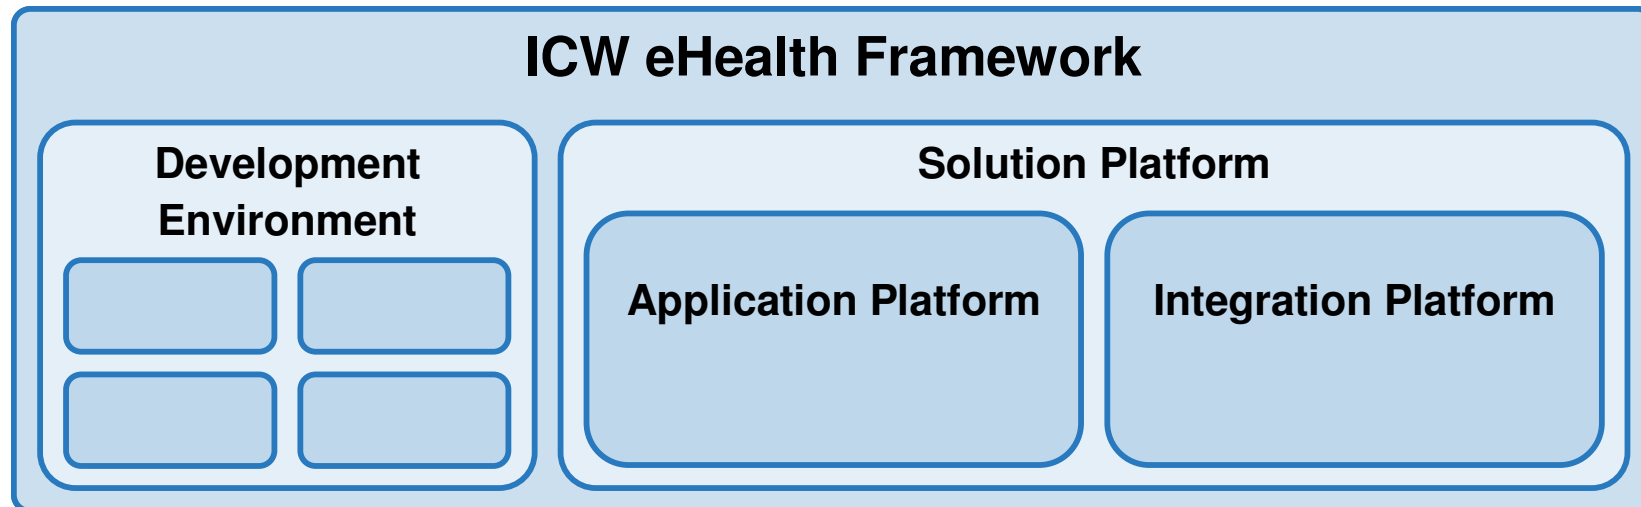 ICW eHealth Framework
Development
Environment
Solution Platform
Application Platform
Integration Platform